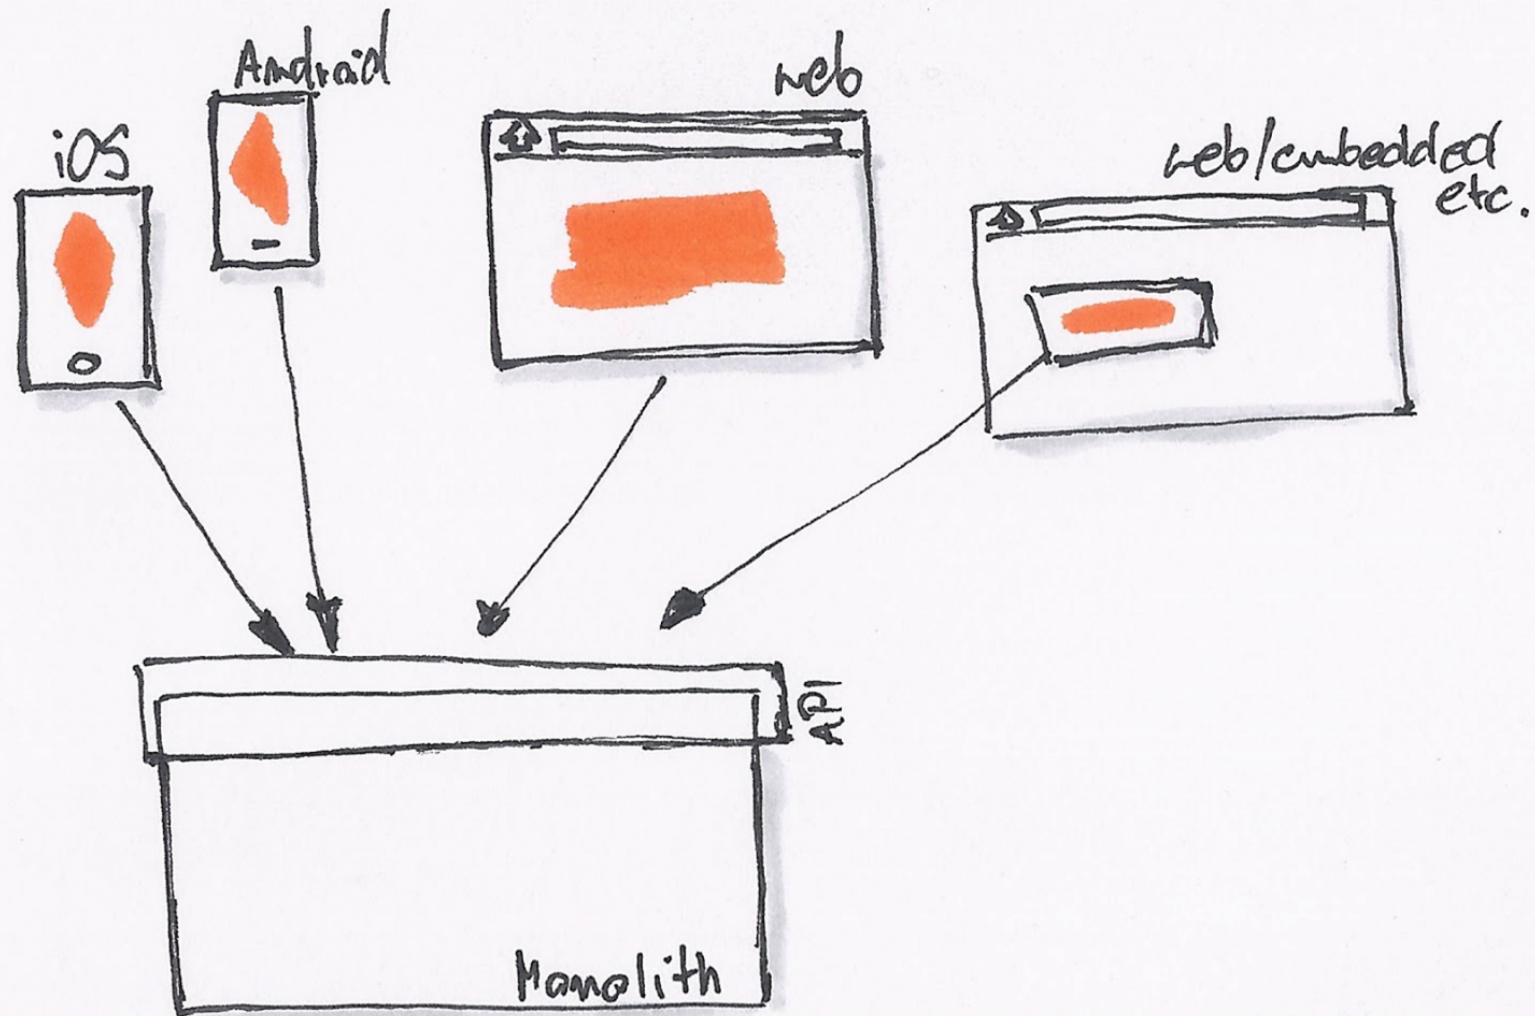 Android
web
iOS
web/embedded
etc.
API
Monolith